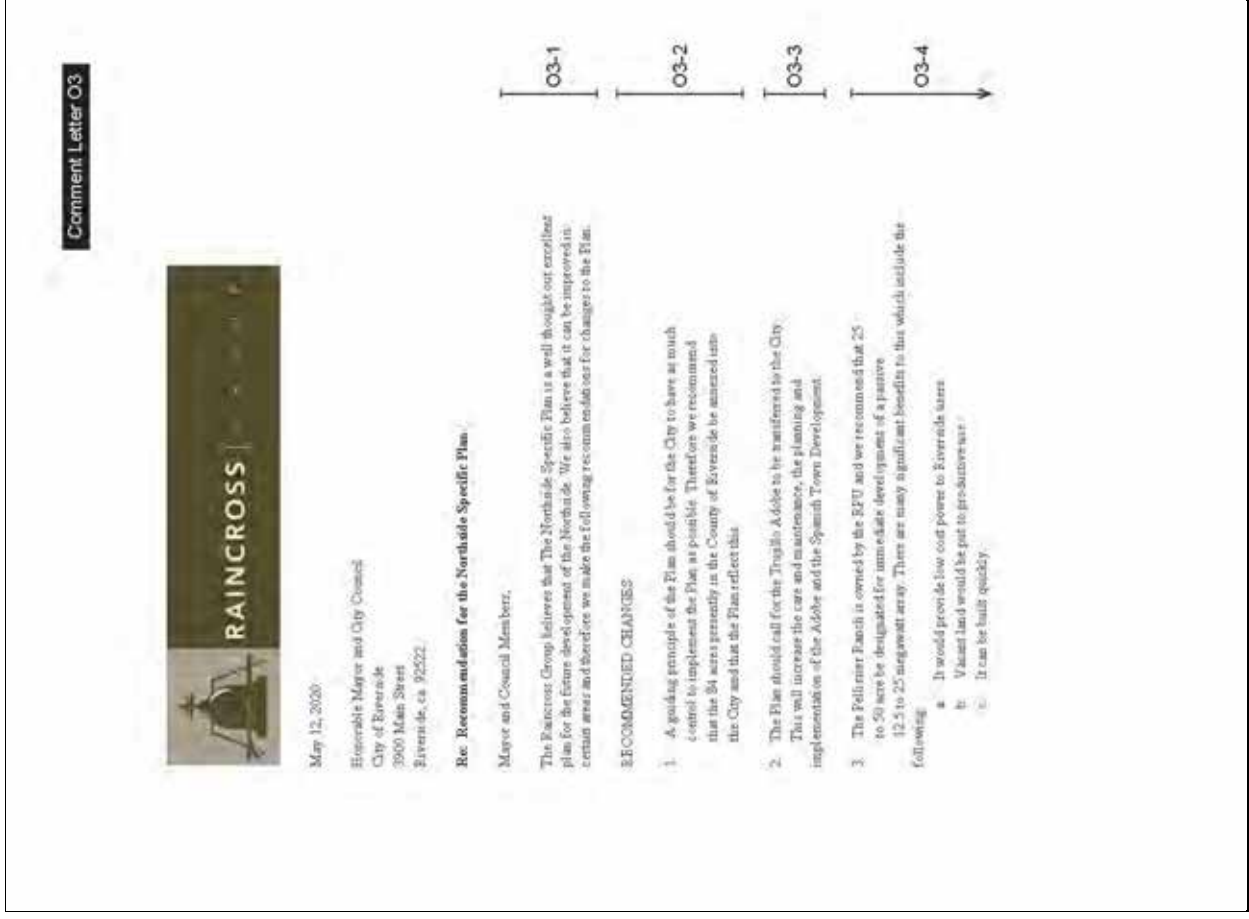 Comment Letter O3
RAINCROSS
May 12, 2020
Honorable Mayor and City Council
City of Riverside
3900 Main Street
Riverside, ca 92522
Re: Recommendation for the Northside Specific Plan
Mayor and Council Members,
The Raincross Group believes that The Northside Specific Plan is a well thought out excellent
plan for the future development of the Northside. We also believe that it can be improved in
certain areas and therefore we make the following recommendations for changes to the Plan.
O3-1
RECOMMENDED CHANGES
1. A guiding principle of the Plan should be for the City to have as much
control to implement the Plan as possible. Therefore we recommend
that the 84 acres presently in the County of Riverside be annexed into
the City and that the Plan reflect this
O3-2
2. The Plan should call for the Trujillo Adobe to be transferred to the City
This will increase the care and maintenance, the planning and
implementation of the Adobe and the Spanish Town Development.
O3-3
3. The Pellissier Ranch is owned by the RPU and we recommend that 25
to 50 acre be designated for immediate development of a passive
12.5 to 25 megawatt array. There are many significant benefits to this which include the
following
a. It would provide low cost power to Riverside users
b. Vacant land would be put to productive use
c. It can be built quickly.
O3-4